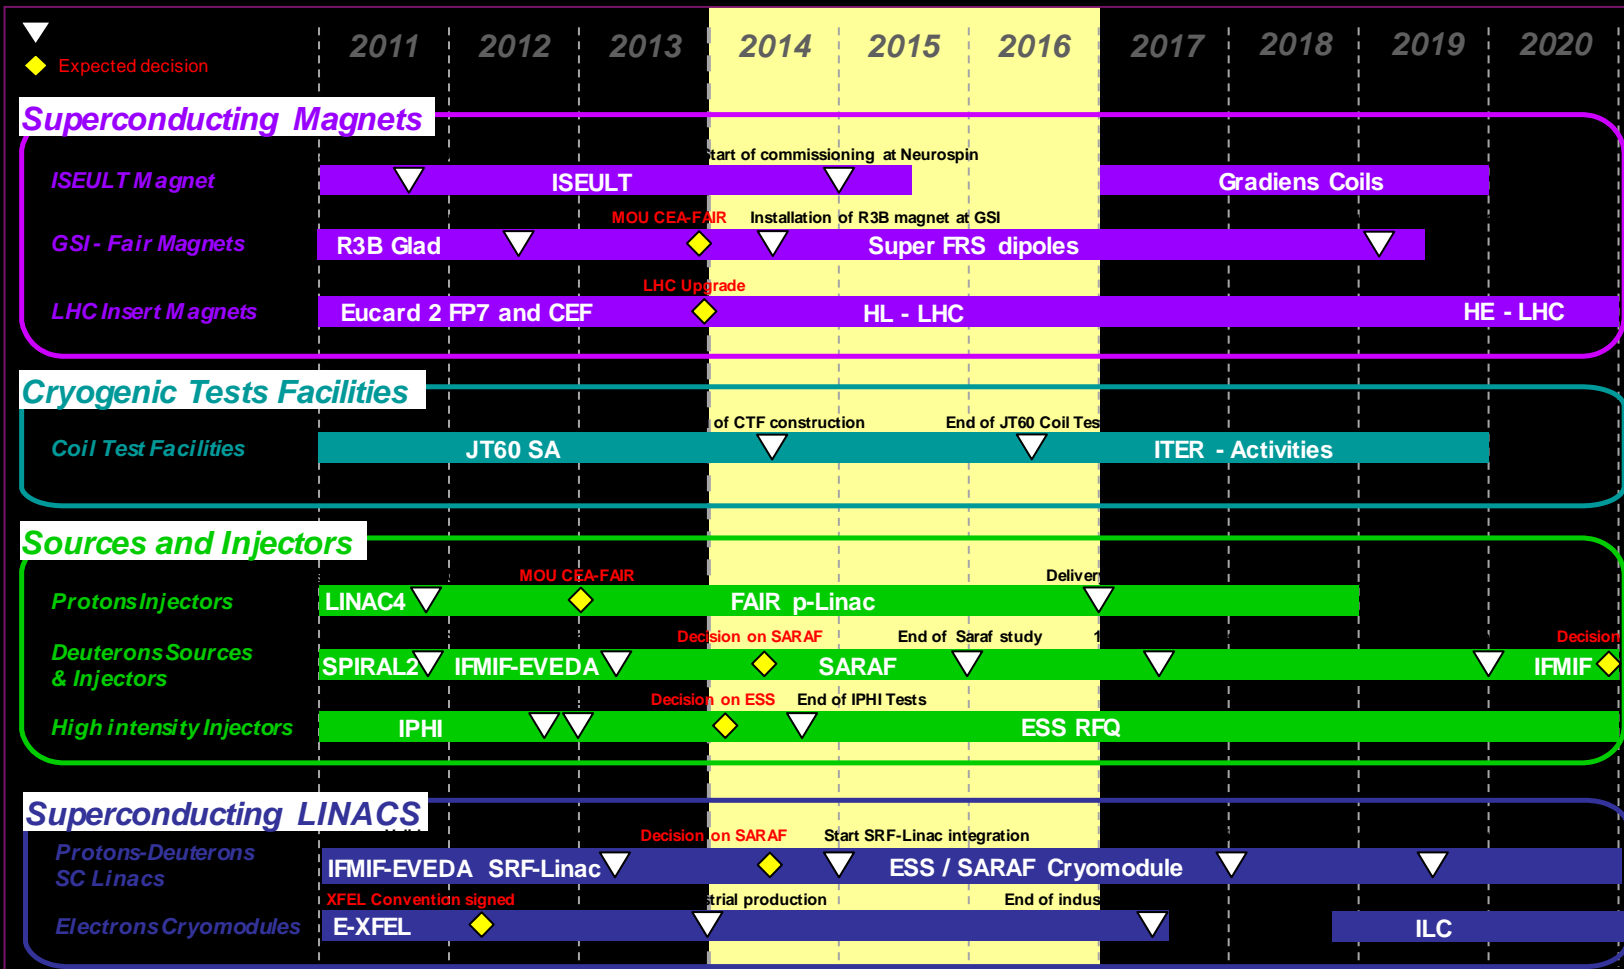 2011 2012 2013 2014 2015 2016 2017 2018 2019 2020
Expected decision
Superconducting Magnets
Start of commissioning at Neurospin
ISEULT Magnet ISEULT Gradiens Coils
MOU CEA-FAIR Installation of R3B magnet at GSI
GSI - Fair Magnets R3B Glad Super FRS dipoles
LHC Upgrade
LHC Insert Magnets Eucard 2 FP7 and CEF HL - LHC HE - LHC
Cryogenic Tests Facilities
of CTF construction End of JT60 Coil Tes
Coil Test Facilities JT60 SA ITER - Activities
Sources and Injectors
MOU CEA-FAIR Delivery
Protons Injectors LINAC4 FAIR p-Linac
Decision on SARAF End of Saraf study 1 Decision
Deuterons Sources
& Injectors SPIRAL2 IFMIF-EVEDA SARAF IFMIF
Decision on ESS End of IPHI Tests
High intensity Injectors IPHI ESS RFQ
Superconducting LINACS
Decision on SARAF Start SRF-Linac integration
Protons-Deuterons
SC Linacs IFMIF-EVEDA SRF-Linac ESS / SARAF Cryomodule
XFEL Convention signed strial production End of indus
Electrons Cryomodules E-XFEL ILC